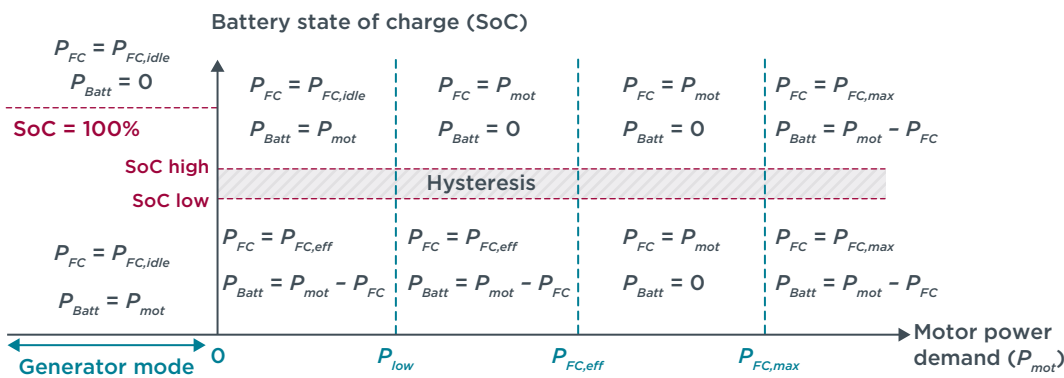 Battery state of charge (SoC)
P_FC = P_FC,idle
P_Batt = 0
SoC = 100%
P_FC = P_FC,idle
P_Batt = P_mot
P_FC = P_mot
P_Batt = 0
P_FC = P_mot
P_Batt = 0
P_FC = P_FC,max
P_Batt = P_mot – P_FC
SoC high
Hysteresis
SoC low
P_FC = P_FC,idle
P_Batt = P_mot
P_FC = P_FC,eff
P_Batt = P_mot – P_FC
P_FC = P_FC,eff
P_Batt = P_mot – P_FC
P_FC = P_mot
P_Batt = 0
P_FC = P_FC,max
P_Batt = P_mot – P_FC
Generator mode
0
P_low
P_FC,eff
P_FC,max
Motor power
demand (P_mot)